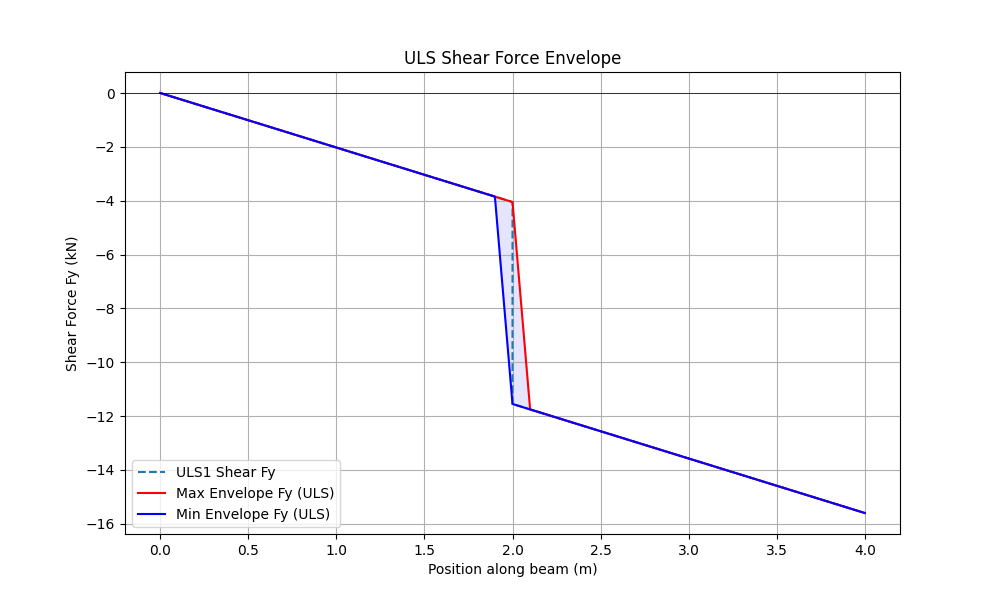 ULS Shear Force Envelope
Shear Force Fy (kN)
0
−2
−4
−6
−8
−10
−12
−14
−16
ULS1 Shear Fy
Max Envelope Fy (ULS)
Min Envelope Fy (ULS)
0.0 0.5 1.0 1.5 2.0 2.5 3.0 3.5 4.0
Position along beam (m)